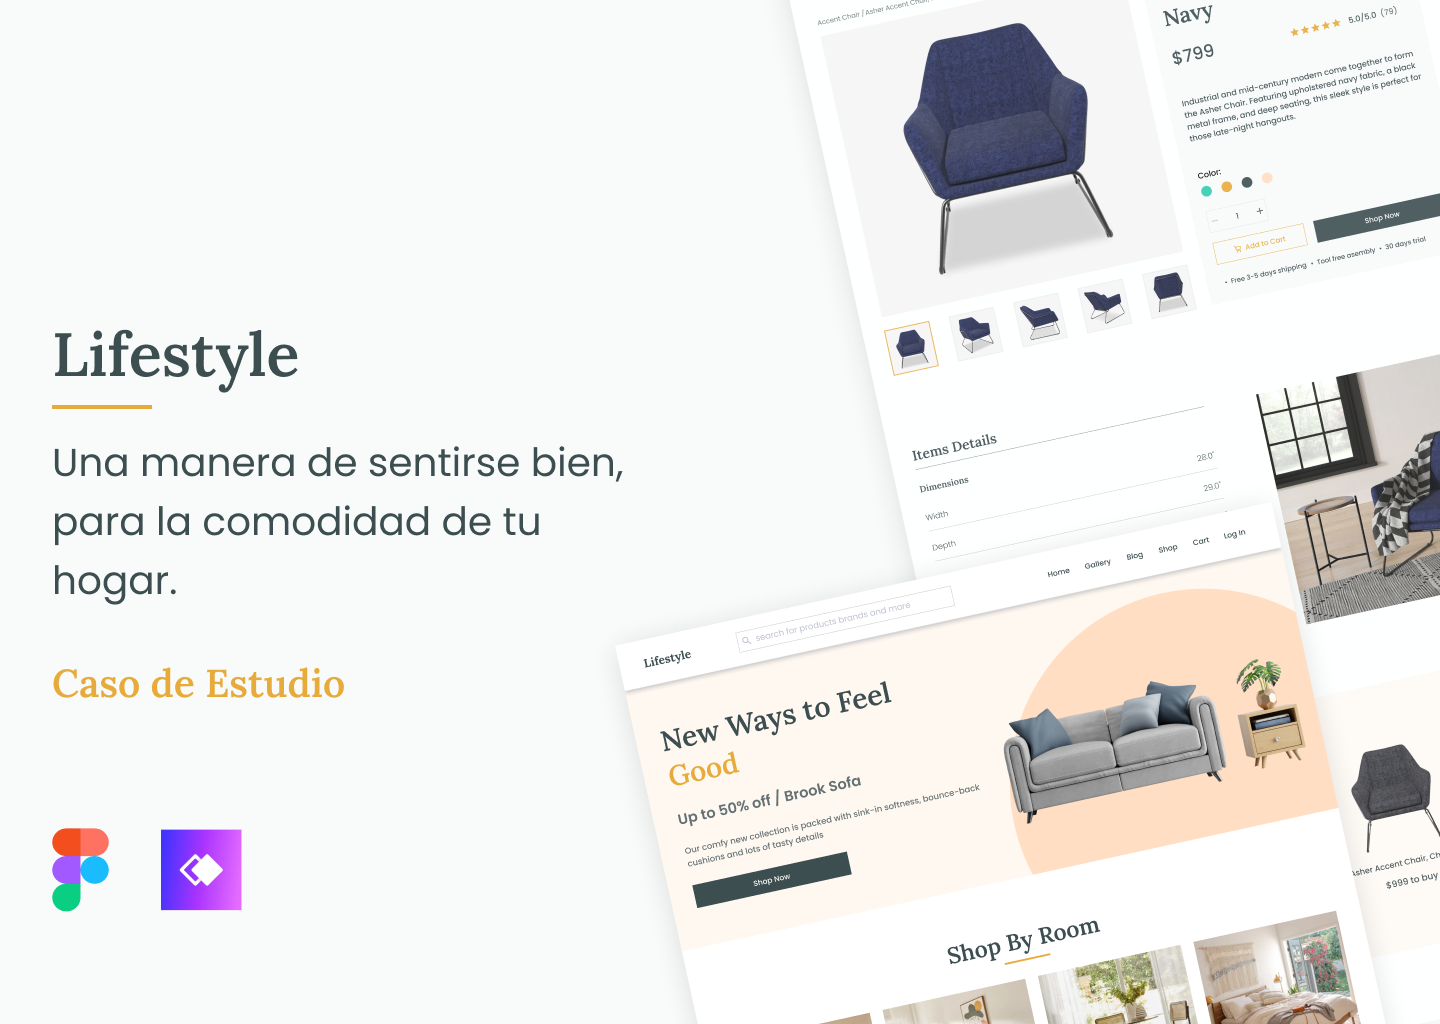 Lifestyle
Una manera de sentirse bien,
para la comodidad de tu
hogar.
Caso de Estudio
Accent Chair / Asher Accent Chair,
Navy
$799
5.0/5.0 (79)
Industrial and mid-century modern come together to form
the Asher Chair. Featuring upholstered navy fabric, a black
metal frame, and deep seating, this sleek style is perfect for
those late-night hangouts.
Color:
1
Add to Cart
Shop Now
• Free 3-5 days shipping • Tool free asembly • 30 days trial
Items Details
Dimensions
28.0"
Width
29.0"
Depth
Lifestyle
search for products brands and more
Home Gallery Blog Shop Cart Log In
New Ways to Feel
Good
Up to 50% off / Brook Sofa
Our comfy new collection is packed with sink-in softness, bounce-back
cushions and lots of tasty details
Shop Now
Shop By Room
Asher Accent Chair, Ch
$999 to buy